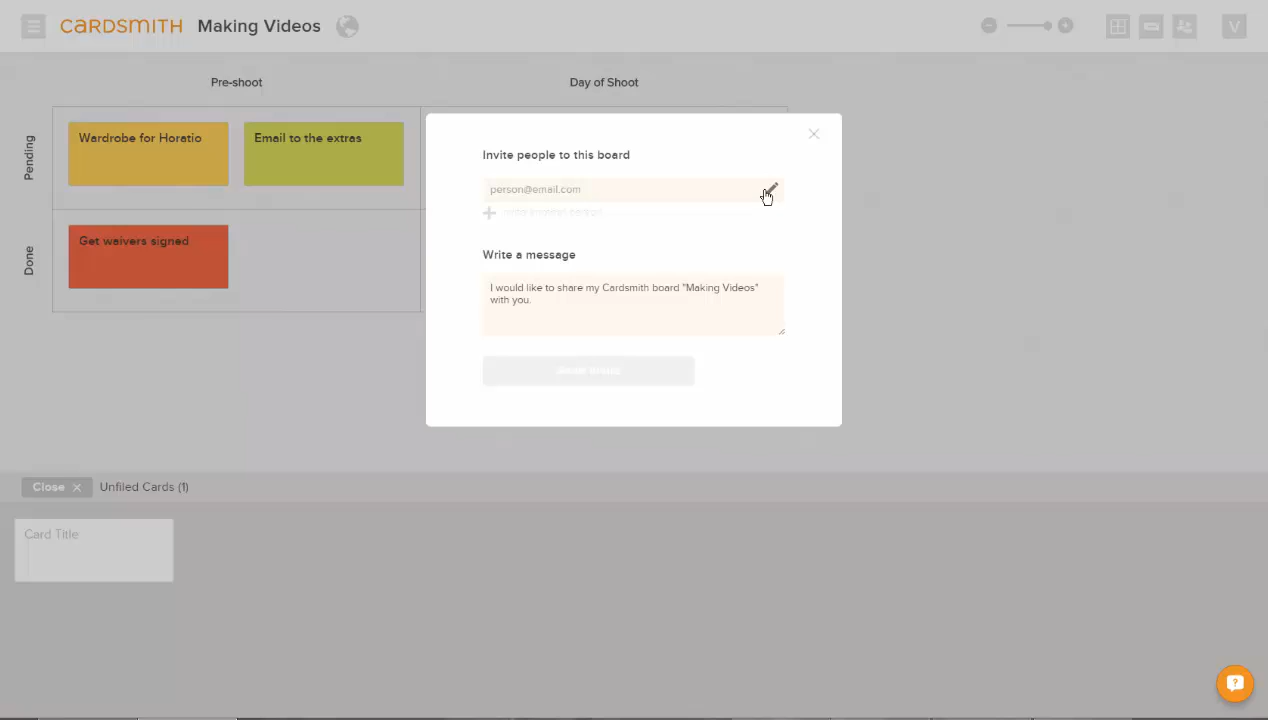 CARDSMITH Making Videos V
Pre-shoot Day of Shoot
Pending
Wardrobe for Horatio Email to the extras
Done
Get waivers signed
Invite people to this board
person@email.com
Write a message
I would like to share my Cardsmith board "Making Videos"
with you.
Close Unfiled Cards (1)
Card Title